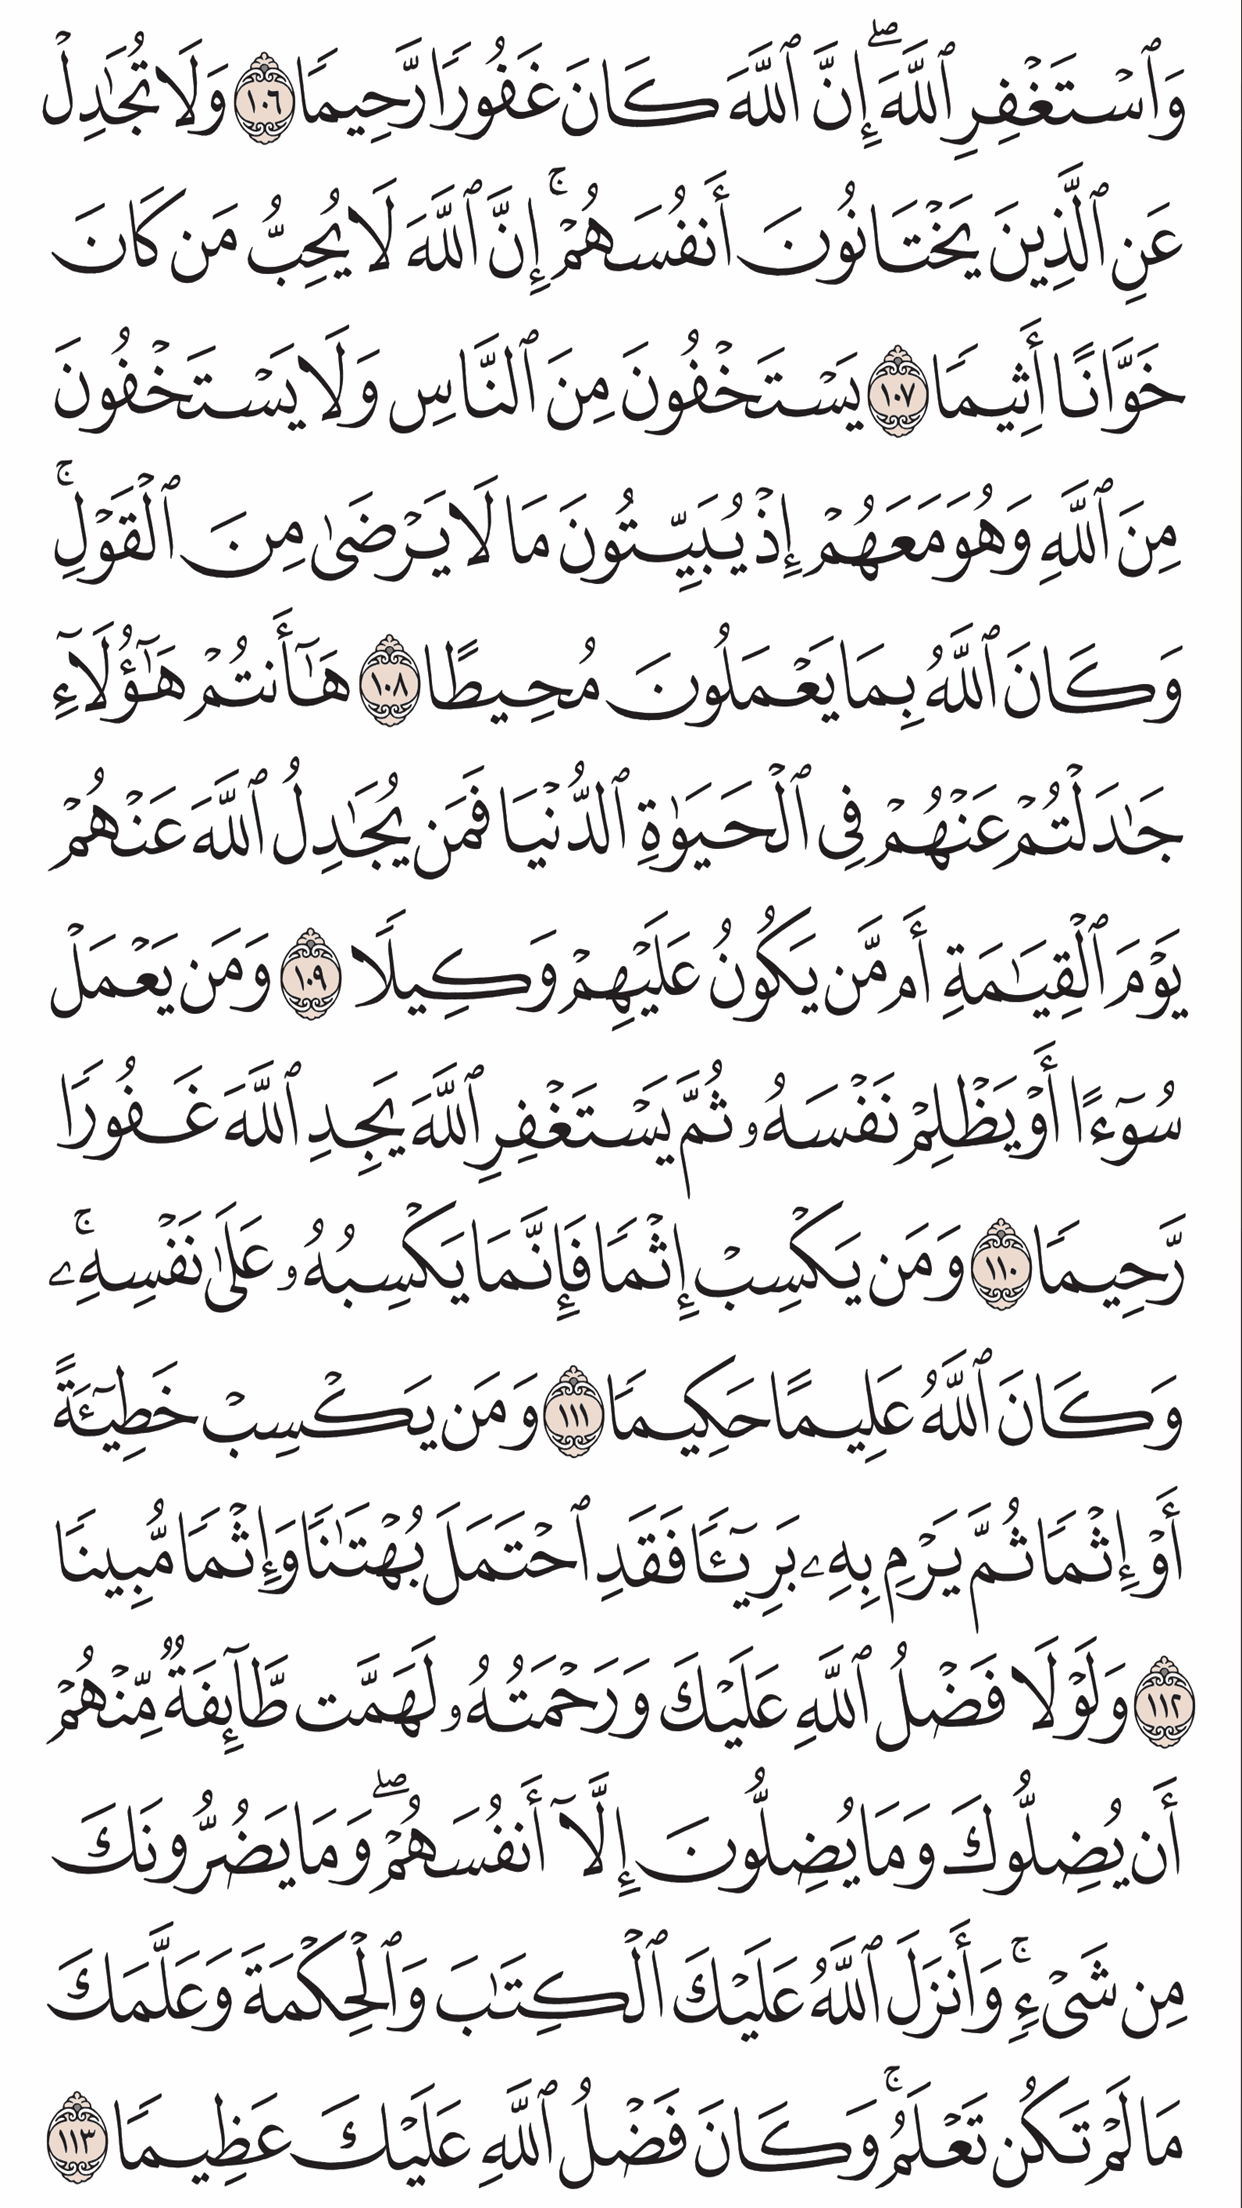 وَٱسۡتَغۡفِرِ ٱللَّهَۖ إِنَّ ٱللَّهَ كَانَ غَفُورٗا رَّحِيمٗا ١٠٦ وَلَا تُجَٰدِلۡ
عَنِ ٱلَّذِينَ يَخۡتَانُونَ أَنفُسَهُمۡۚ إِنَّ ٱللَّهَ لَا يُحِبُّ مَن كَانَ
خَوَّانًا أَثِيمٗا ١٠٧ يَسۡتَخۡفُونَ مِنَ ٱلنَّاسِ وَلَا يَسۡتَخۡفُونَ
مِنَ ٱللَّهِ وَهُوَ مَعَهُمۡ إِذۡ يُبَيِّتُونَ مَا لَا يَرۡضَىٰ مِنَ ٱلۡقَوۡلِۚ
وَكَانَ ٱللَّهُ بِمَا يَعۡمَلُونَ مُحِيطًا ١٠٨ هَٰٓأَنتُمۡ هَٰٓؤُلَآءِ
جَٰدَلۡتُمۡ عَنۡهُمۡ فِي ٱلۡحَيَوٰةِ ٱلدُّنۡيَا فَمَن يُجَٰدِلُ ٱللَّهَ عَنۡهُمۡ
يَوۡمَ ٱلۡقِيَٰمَةِ أَم مَّن يَكُونُ عَلَيۡهِمۡ وَكِيلٗا ١٠٩ وَمَن يَعۡمَلۡ
سُوٓءًا أَوۡ يَظۡلِمۡ نَفۡسَهُۥ ثُمَّ يَسۡتَغۡفِرِ ٱللَّهَ يَجِدِ ٱللَّهَ غَفُورٗا
رَّحِيمٗا ١١٠ وَمَن يَكۡسِبۡ إِثۡمٗا فَإِنَّمَا يَكۡسِبُهُۥ عَلَىٰ نَفۡسِهِۦۚ
وَكَانَ ٱللَّهُ عَلِيمًا حَكِيمٗا ١١١ وَمَن يَكۡسِبۡ خَطِيٓـَٔةً
أَوۡ إِثۡمٗا ثُمَّ يَرۡمِ بِهِۦ بَرِيٓـٔٗا فَقَدِ ٱحۡتَمَلَ بُهۡتَٰنٗا وَإِثۡمٗا مُّبِينٗا
١١٢ وَلَوۡلَا فَضۡلُ ٱللَّهِ عَلَيۡكَ وَرَحۡمَتُهُۥ لَهَمَّت طَّآئِفَةٞ مِّنۡهُمۡ
أَن يُضِلُّوكَ وَمَا يُضِلُّونَ إِلَّآ أَنفُسَهُمۡۖ وَمَا يَضُرُّونَكَ
مِن شَيۡءٖۚ وَأَنزَلَ ٱللَّهُ عَلَيۡكَ ٱلۡكِتَٰبَ وَٱلۡحِكۡمَةَ وَعَلَّمَكَ
مَا لَمۡ تَكُن تَعۡلَمُۚ وَكَانَ فَضۡلُ ٱللَّهِ عَلَيۡكَ عَظِيمٗا ١١٣